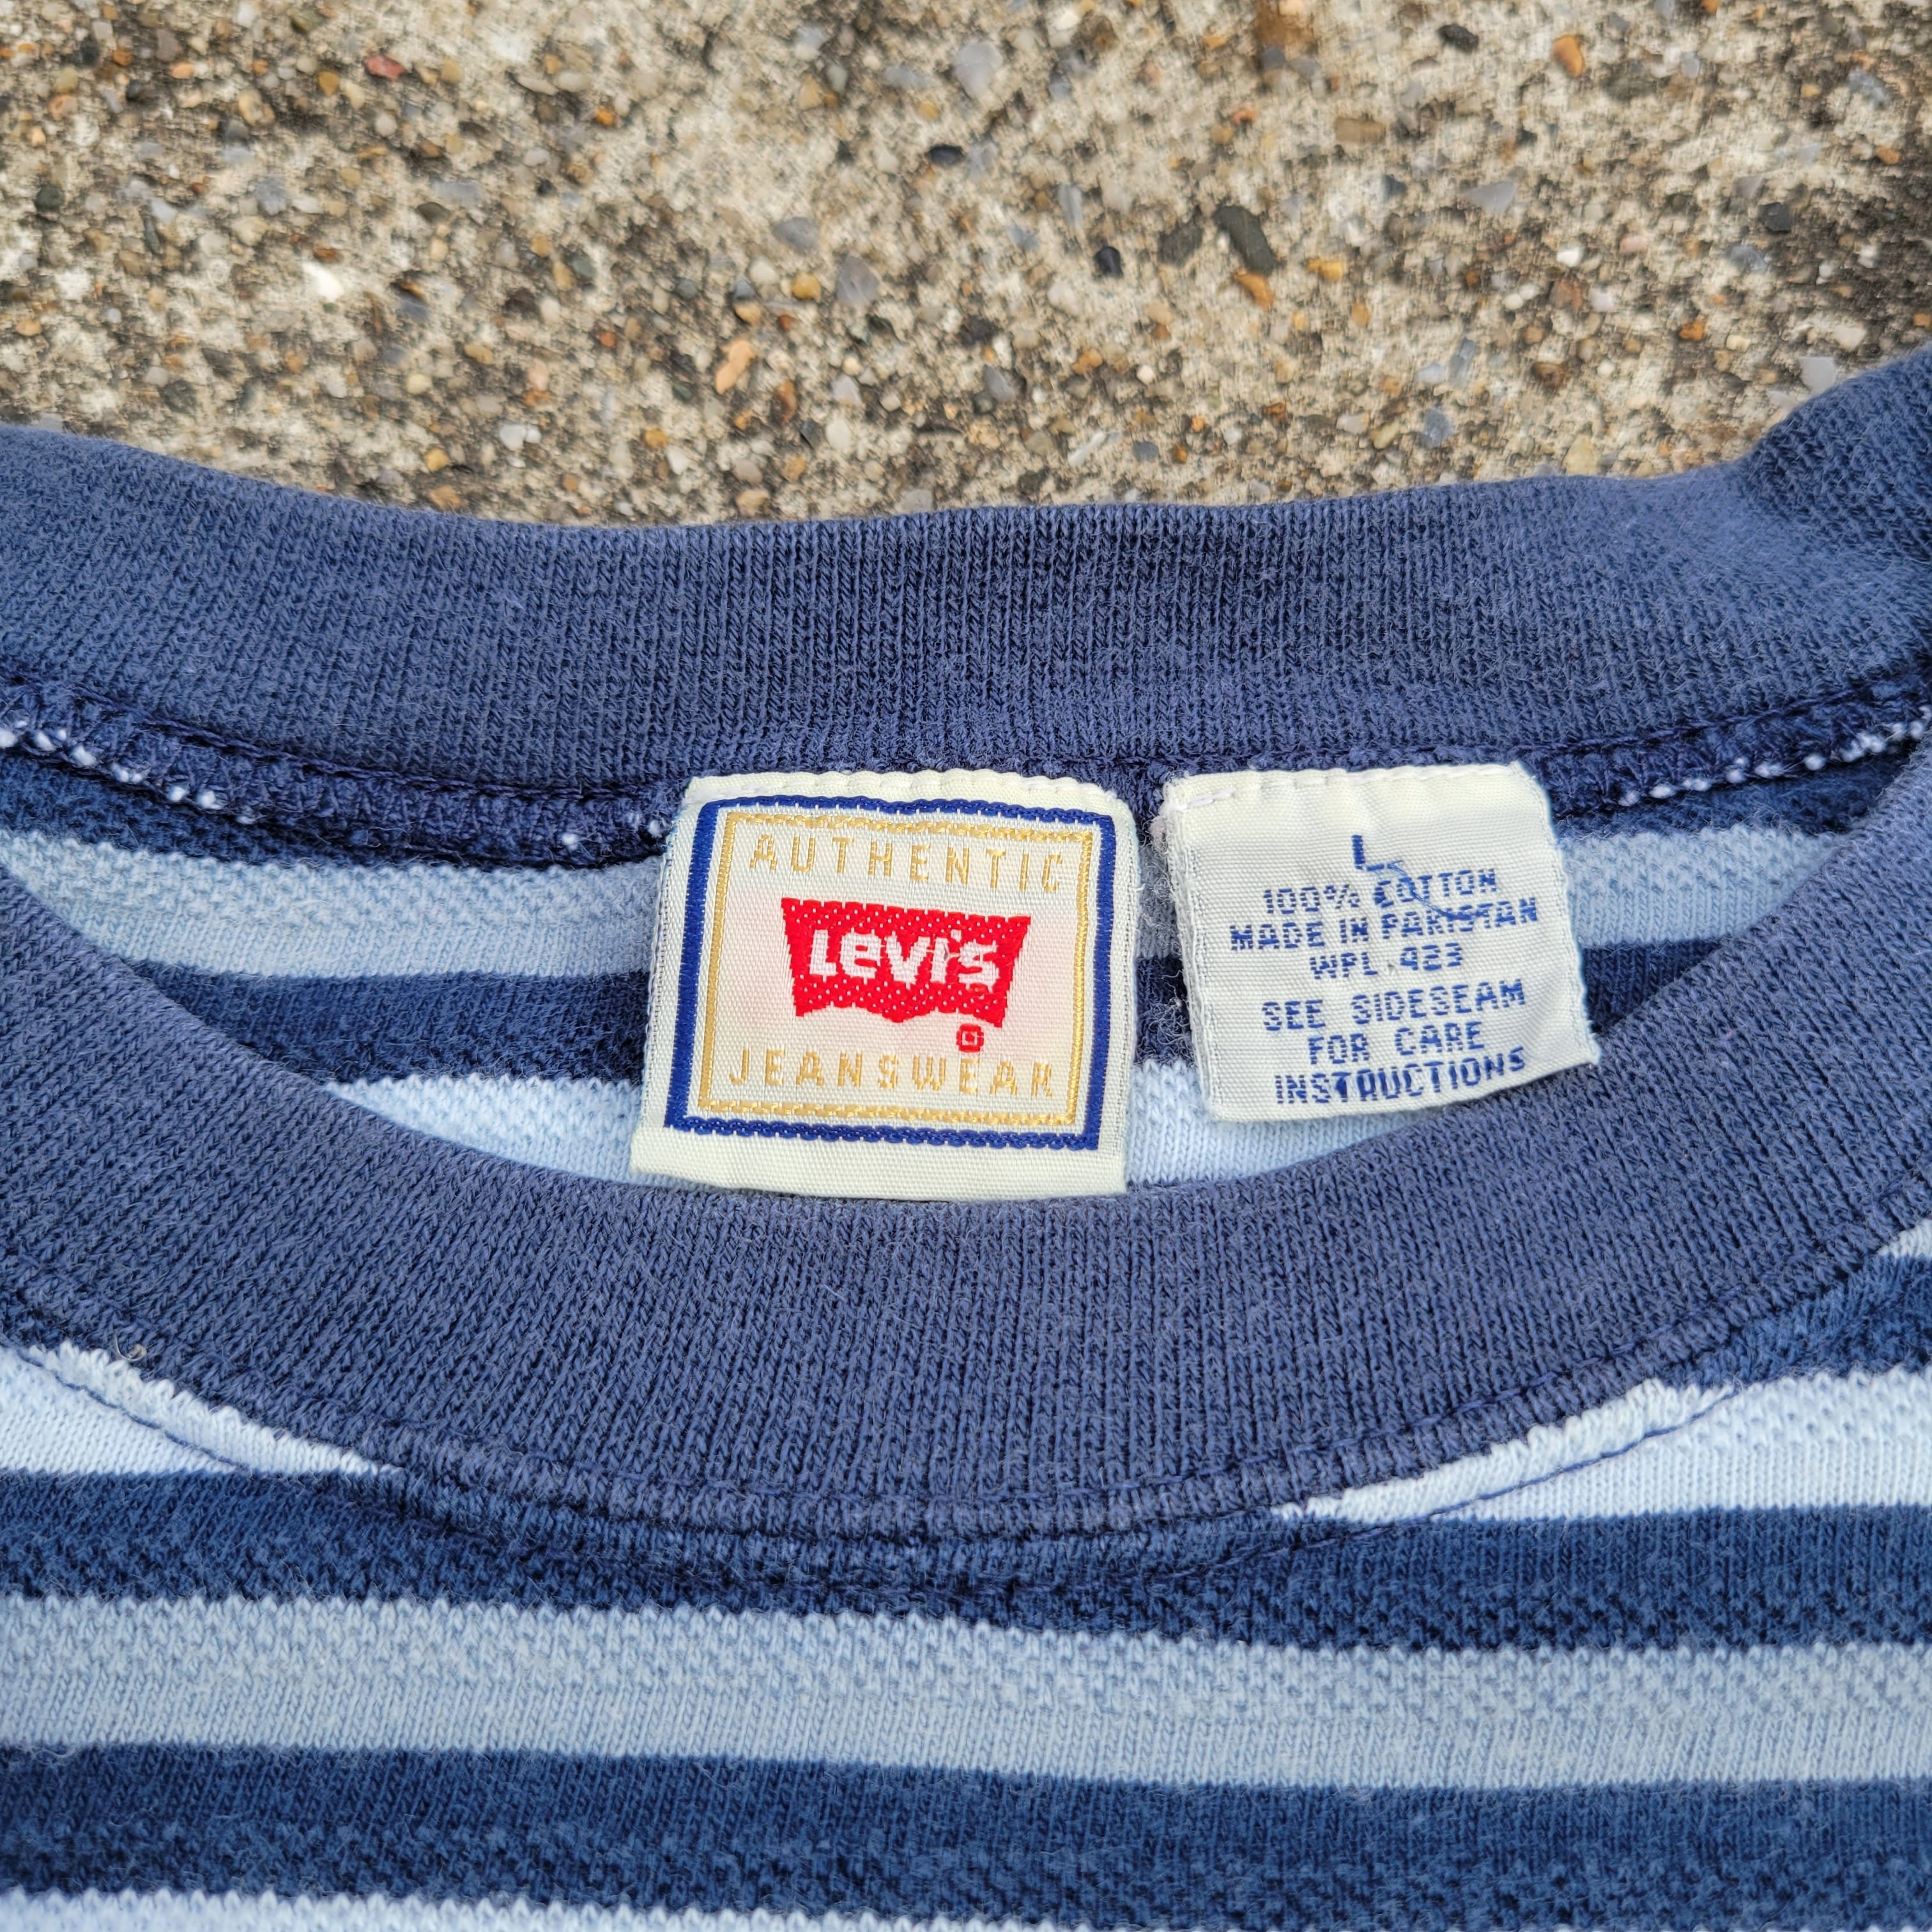 AUTHENTIC
Levi's
JEANSWEAR
L
100% COTTON
MADE IN PAKISTAN
WPL 423
SEE SIDESEAM
FOR CARE
INSTRUCTIONS